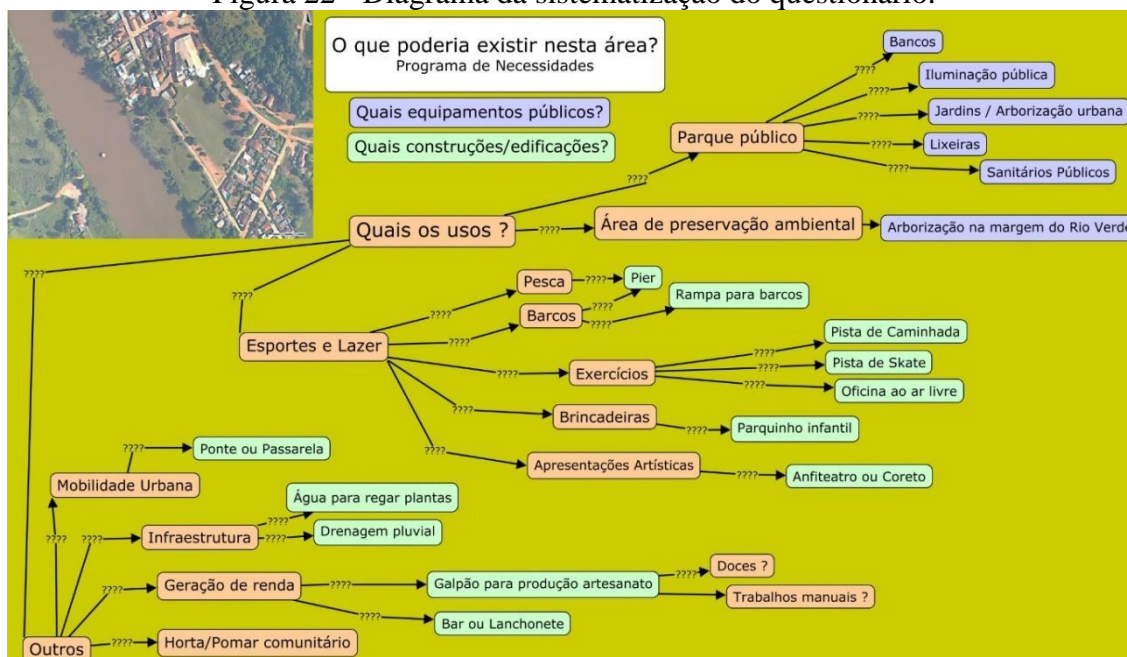 Figura 22 - Diagrama da sistematização do questionário.
O que poderia existir nesta área?
Programa de Necessidades
Quais equipamentos públicos?
Quais construções/edificações?
Bancos
????
Iluminação pública
????
Parque público
????
Jardins / Arborização urbana
????
Lixeiras
????
Sanitários Públicos
????
Quais os usos ?
????
Área de preservação ambiental
Arborização na margem do Rio Verde
????
????
Pesca
????
Pier
????
Barcos
????
????
????
Rampa para barcos
Esportes e Lazer
????
Exercícios
????
Pista de Caminhada
????
Pista de Skate
????
Oficina ao ar livre
????
Brincadeiras
????
Parquinho infantil
????
Apresentações Artísticas
????
Anfiteatro ou Coreto
????
Ponte ou Passarela
Mobilidade Urbana
????
????
Infraestrutura
????
Água para regar plantas
????
Drenagem pluvial
????
Geração de renda
????
Galpão para produção artesanato
????
Doces ?
Trabalhos manuais ?
????
Bar ou Lanchonete
Outros
????
Horta/Pomar comunitário